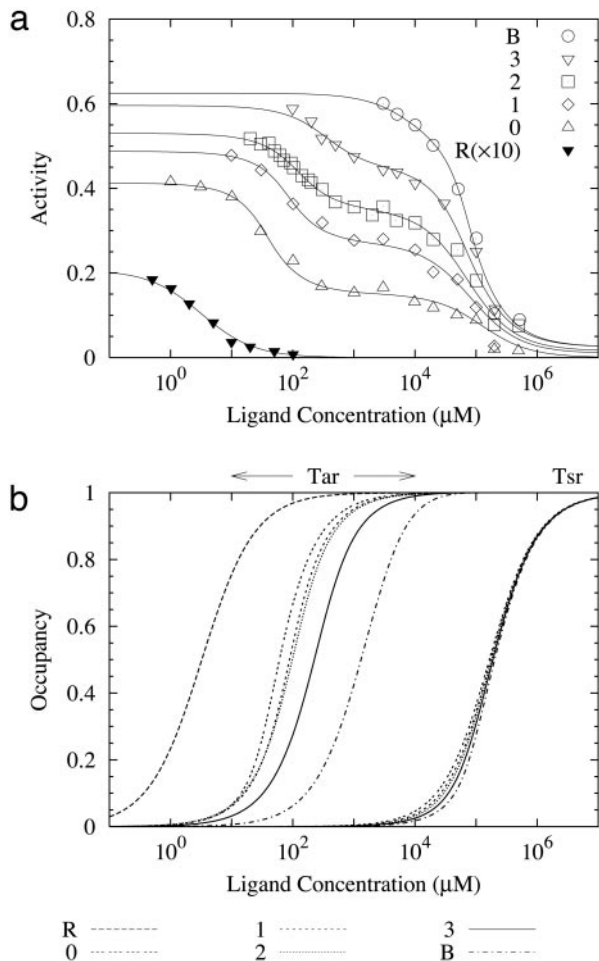 a
0.8
0.6
0.4
0.2
0
Activity
B
3
2
1
0
R(×10)
10^0
10^2
10^4
10^6
Ligand Concentration (μM)
b
Tar
Tsr
1
0.8
0.6
0.4
0.2
0
Occupancy
10^0
10^2
10^4
10^6
Ligand Concentration (μM)
R 1 3
0 2 B